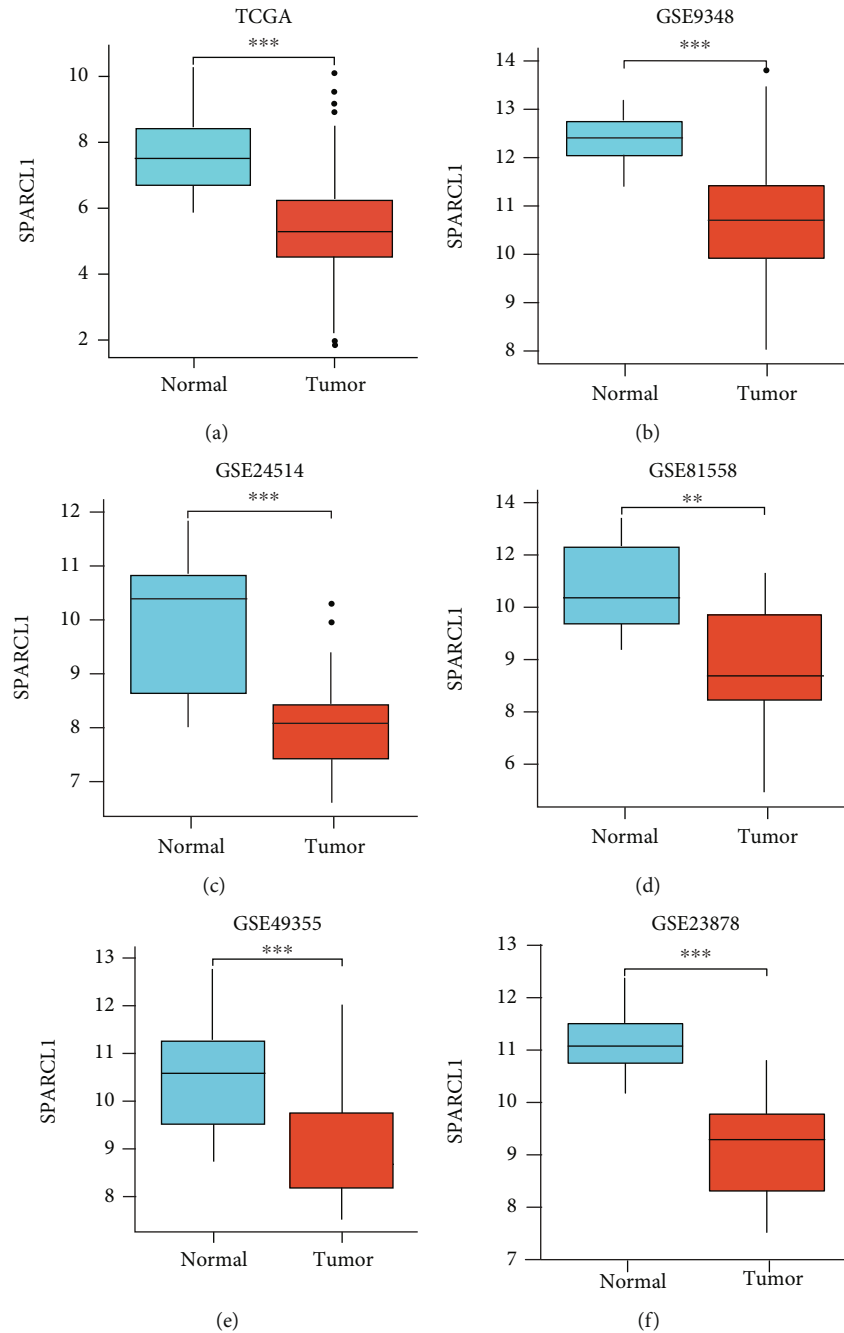 TCGA
***
10
8
6
4
2
SPARCL1
Normal Tumor
(a)
GSE9348
***
14
13
12
11
10
9
8
SPARCL1
Normal Tumor
(b)
GSE24514
***
12
11
10
9
8
7
SPARCL1
Normal Tumor
(c)
GSE81558
**
14
12
10
9
8
6
SPARCL1
Normal Tumor
(d)
GSE49355
***
13
12
11
10
9
8
SPARCL1
Normal Tumor
(e)
GSE23878
***
13
12
11
10
9
8
7
SPARCL1
Normal Tumor
(f)